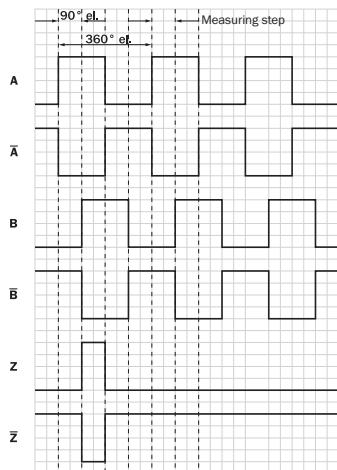 90° el. Measuring step
360° el.
A
A̅
B
B̅
Z
Z̅